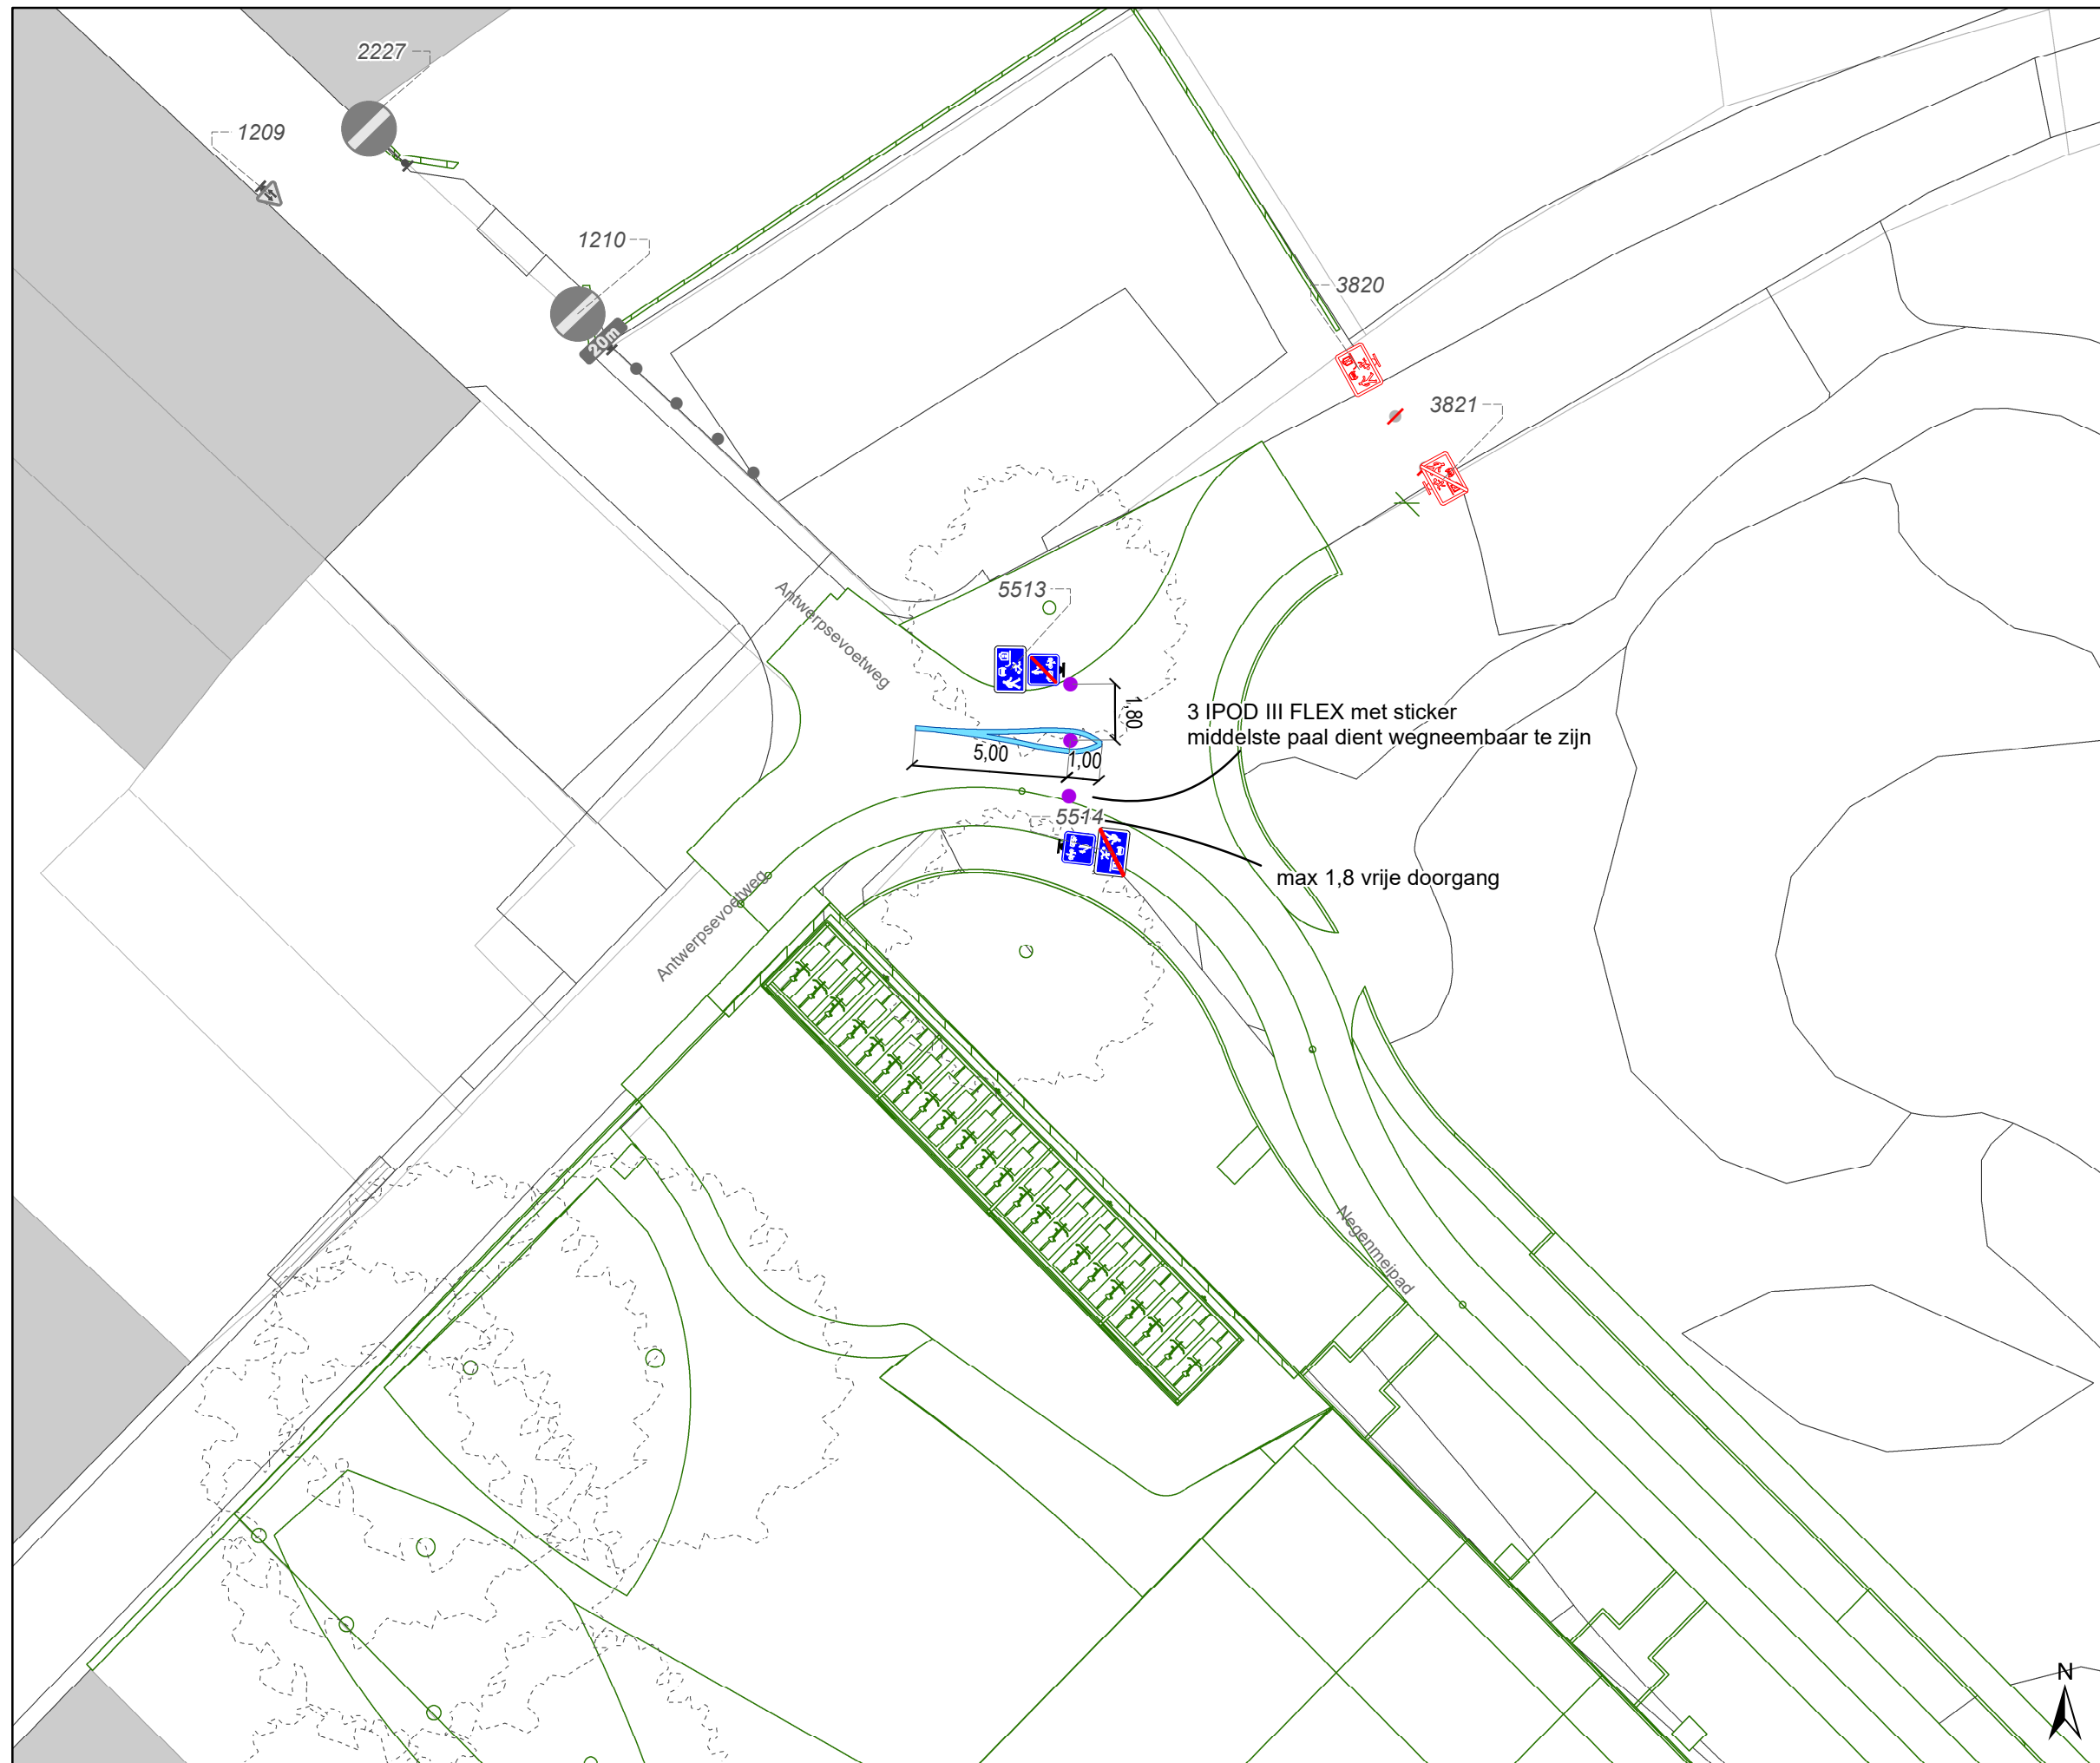 2227
1209
1210
20m
3820
3821
Antwerpsevoetweg
5513
1,80
3 IPOD III FLEX met sticker
middelste paal dient wegneembaar te zijn
5,00
1,00
5514
max 1,8 vrije doorgang
Antwerpsevoetweg
Negenmeipad
N